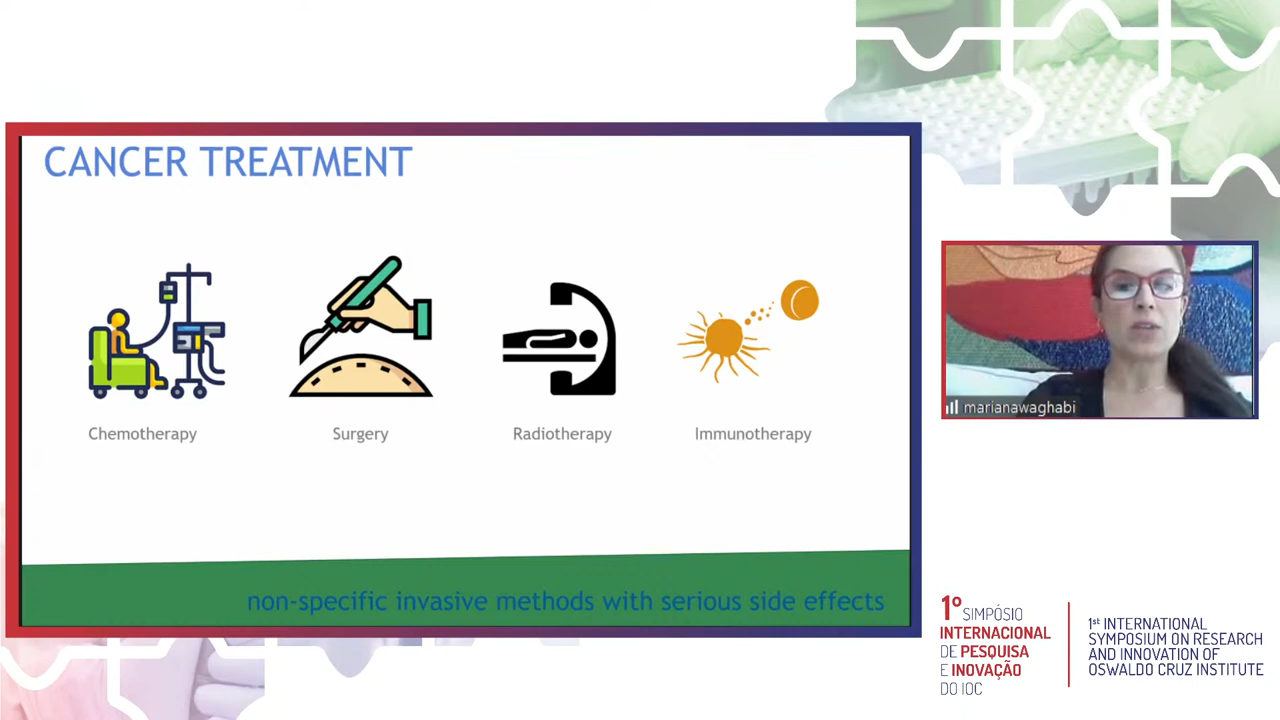 CANCER TREATMENT
Chemotherapy
Surgery
Radiotherapy
Immunotherapy
non-specific invasive methods with serious side effects
marianawaghabi
1º SIMPÓSIO
INTERNACIONAL
DE PESQUISA
E INOVAÇÃO
DO IOC
1st INTERNATIONAL
SYMPOSIUM ON RESEARCH
AND INNOVATION OF
OSWALDO CRUZ INSTITUTE